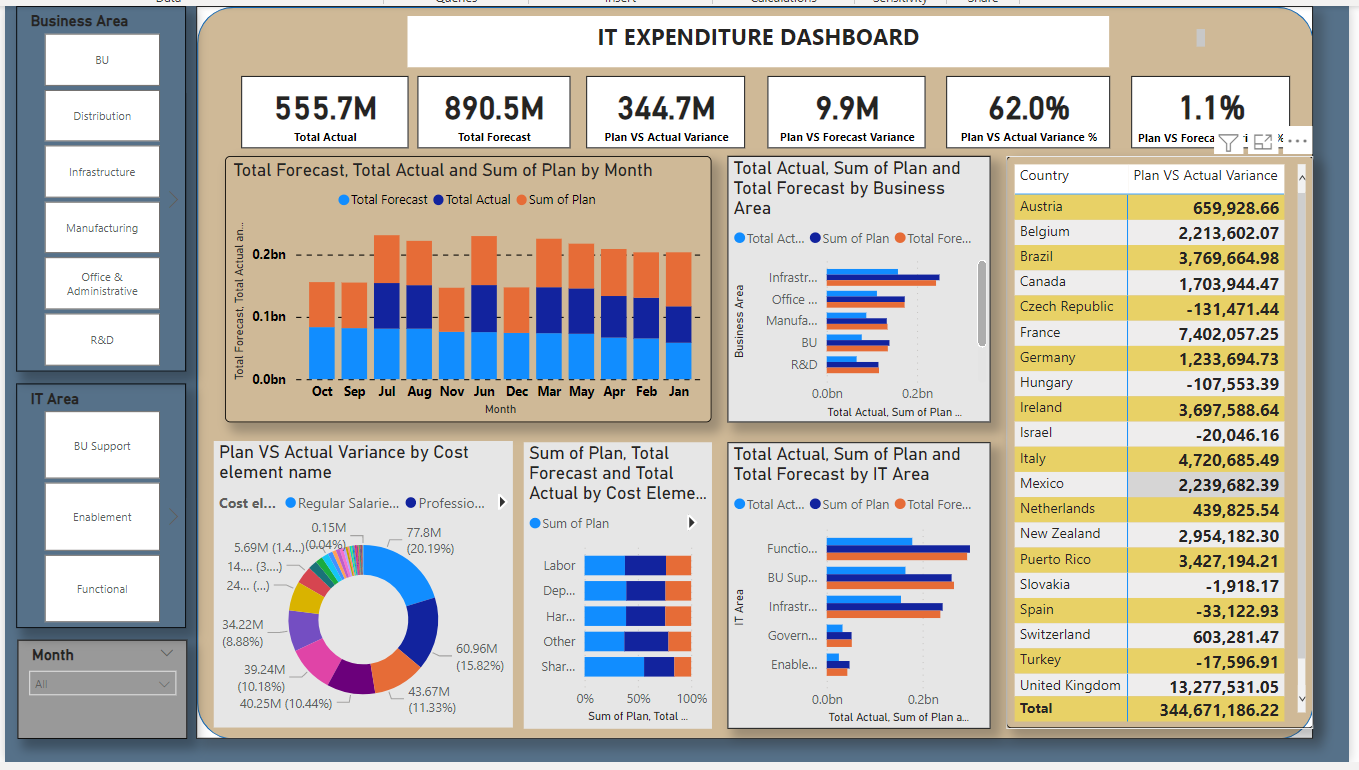 Data Queries Insert Calculations Sensitivity Share
Business Area
BU
Distribution
Infrastructure
Manufacturing
Office &
Administrative
R&D
IT Area
BU Support
Enablement
Functional
Month
All
IT EXPENDITURE DASHBOARD
555.7M
Total Actual
890.5M
Total Forecast
344.7M
Plan VS Actual Variance
9.9M
Plan VS Forecast Variance
62.0%
Plan VS Actual Variance %
1.1%
Plan VS Foreca
Total Forecast, Total Actual and Sum of Plan by Month
Total Forecast Total Actual Sum of Plan
Total Forecast, Total Actual an...
0.2bn
0.1bn
0.0bn
Oct Sep Jul Aug Nov Jun Dec Mar May Apr Feb Jan
Month
Total Actual, Sum of Plan and
Total Forecast by Business
Area
Total Act... Sum of Plan Total Fore...
Business Area
Infrastr...
Office ...
Manufa...
BU
R&D
0.0bn 0.2bn
Total Actual, Sum of Plan ...
Plan VS Actual Variance by Cost
element name
Cost el... Regular Salarie... Professio...
0.15M
(0.04%)
77.8M
(20.19%)
5.69M (1.4...)
14.... (3....)
24... (...)
34.22M
(8.88%)
39.24M
(10.18%)
40.25M (10.44%)
43.67M
(11.33%)
60.96M
(15.82%)
Sum of Plan, Total
Forecast and Total
Actual by Cost Eleme...
Sum of Plan
Labor
Dep...
Har...
Other
Shar...
0% 50% 100%
Sum of Plan, Total ...
Total Actual, Sum of Plan and
Total Forecast by IT Area
Total Act... Sum of Plan Total Fore...
IT Area
Functio...
BU Sup...
Infrastr...
Govern...
Enable...
0.0bn 0.2bn
Total Actual, Sum of Plan a...
Country Plan VS Actual Variance
Austria 659,928.66
Belgium 2,213,602.07
Brazil 3,769,664.98
Canada 1,703,944.47
Czech Republic -131,471.44
France 7,402,057.25
Germany 1,233,694.73
Hungary -107,553.39
Ireland 3,697,588.64
Israel -20,046.16
Italy 4,720,685.49
Mexico 2,239,682.39
Netherlands 439,825.54
New Zealand 2,954,182.30
Puerto Rico 3,427,194.21
Slovakia -1,918.17
Spain -33,122.93
Switzerland 603,281.47
Turkey -17,596.91
United Kingdom 13,277,531.05
Total 344,671,186.22